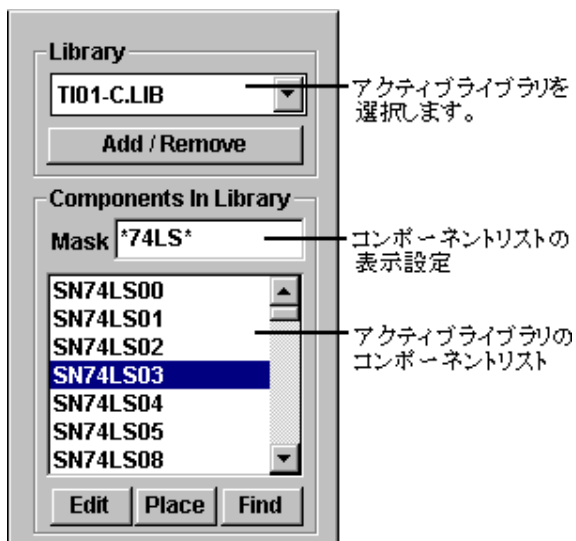 Library
TI01-C.LIB
アクティブライブラリを
選択します。
Add / Remove
Components In Library
Mask *74LS*
コンポーネントリストの
表示設定
SN74LS00
SN74LS01
SN74LS02
SN74LS03
SN74LS04
SN74LS05
SN74LS08
アクティブライブラリの
コンポーネントリスト
Edit Place Find